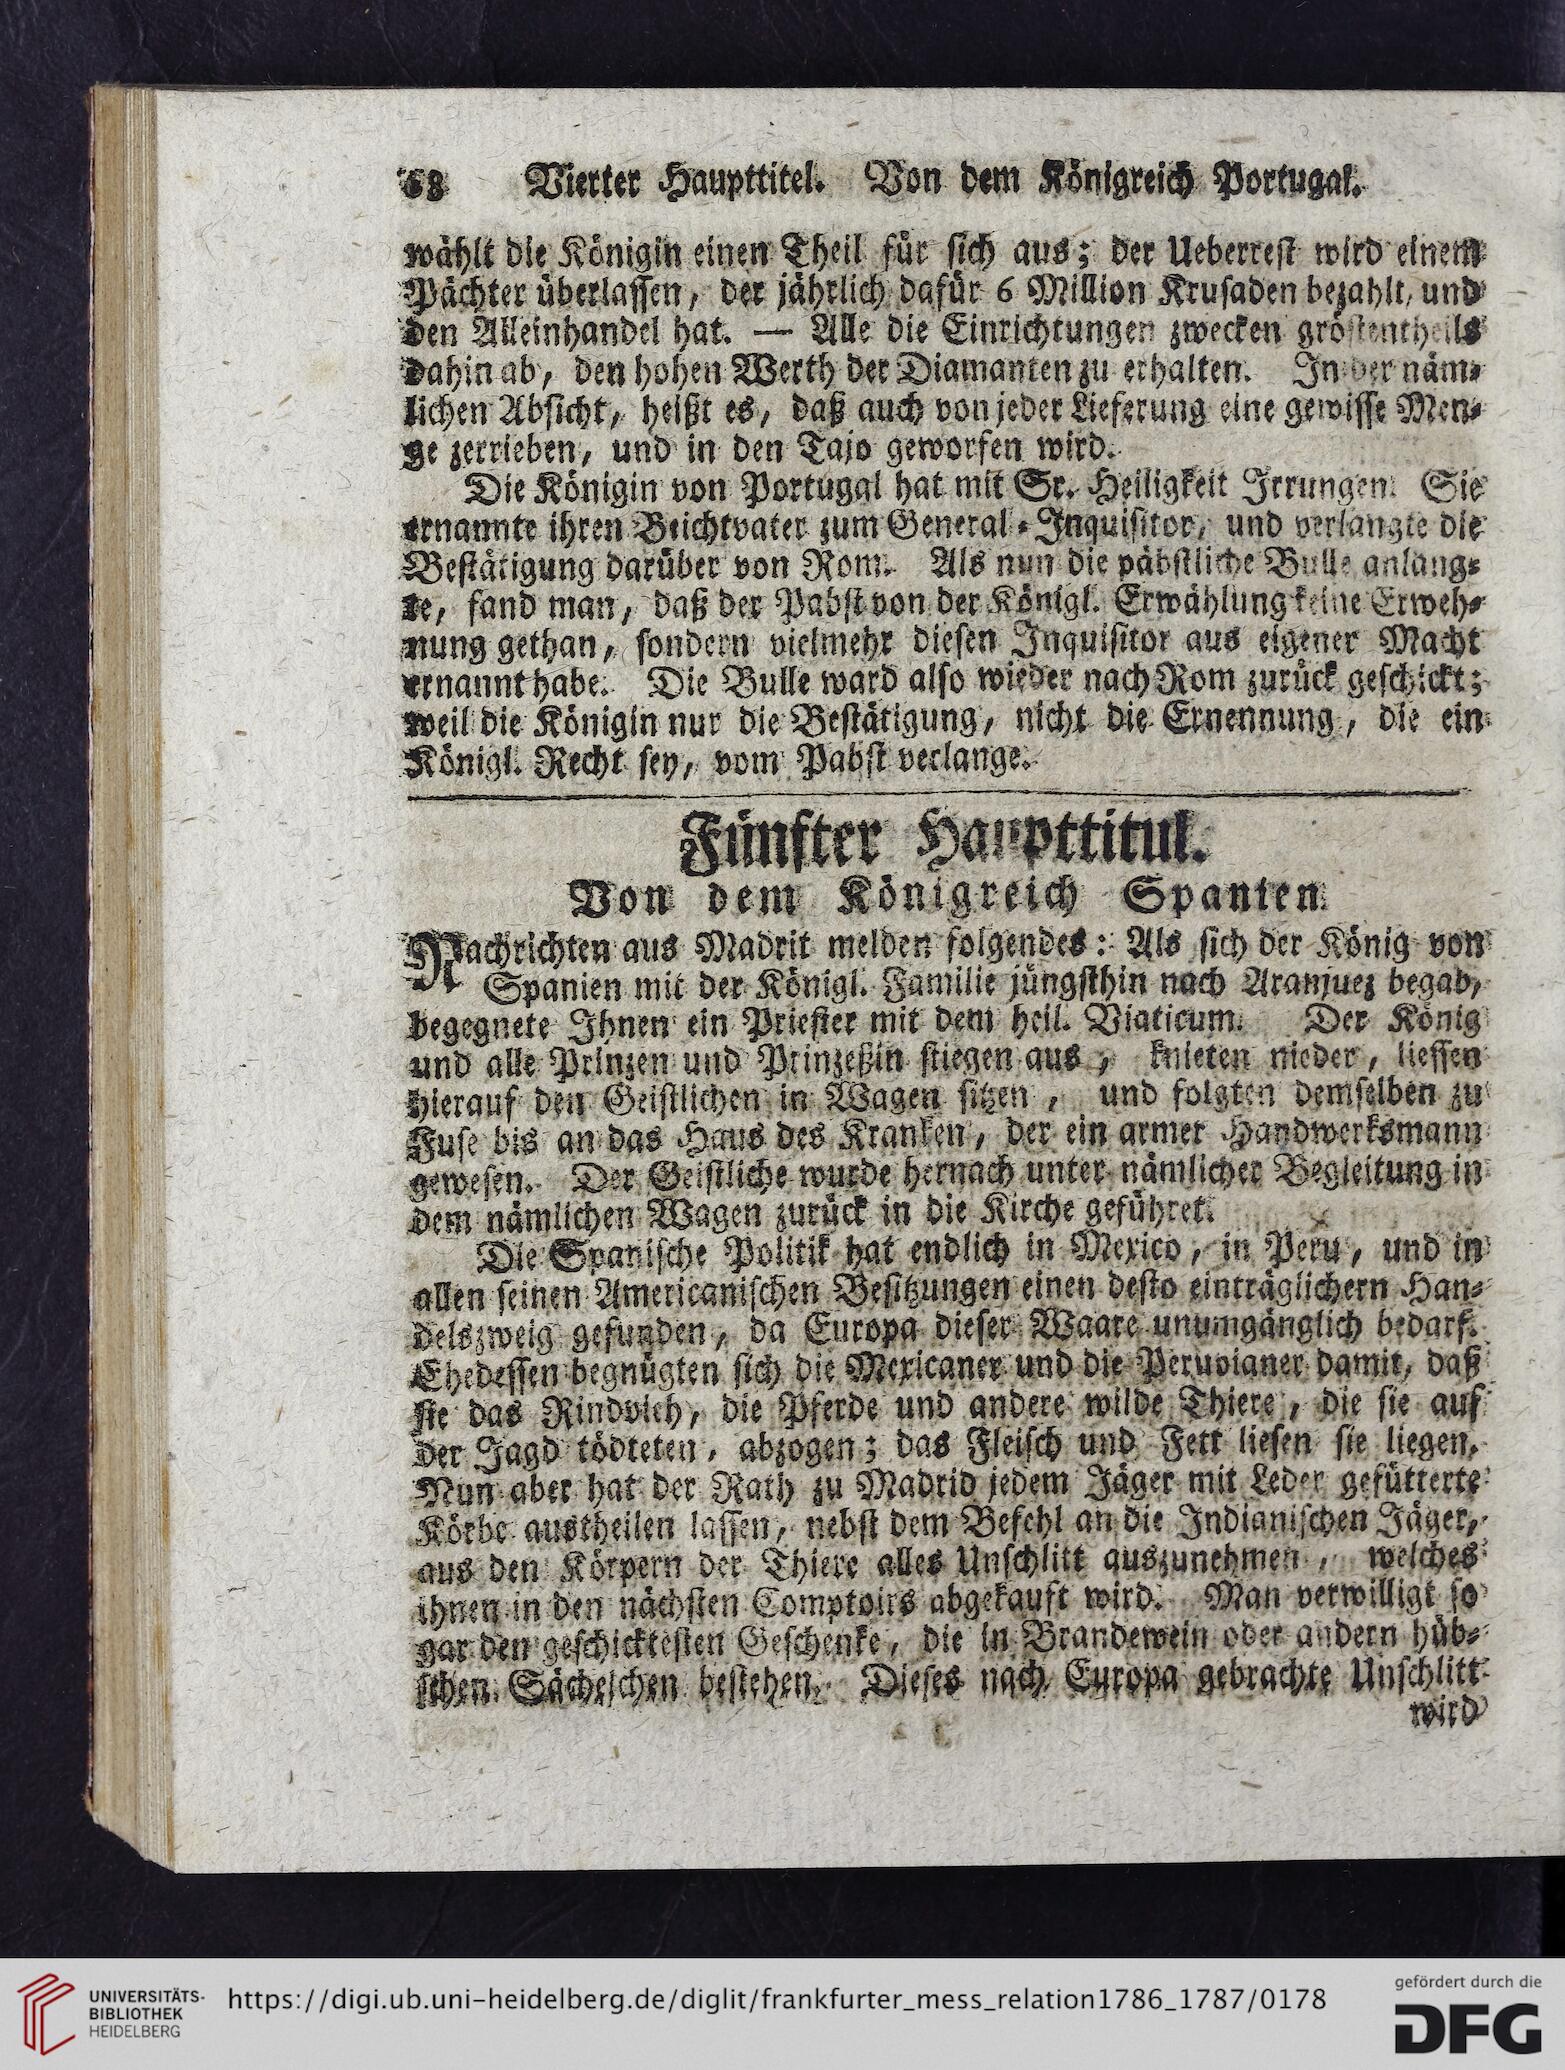 68 Vierter Haupttitel. Von dem Königreich Portugal.
wählt die Königin einen Theil für sich aus; der Ueberrest wird einem
Pächter überlassen, der jährlich dafür 6 Million Krusaden bezahlt, und
den Alleinhandel hat. — Alle die Einrichtungen zwecken gröstentheils
dahin ab, den hohen Werth der Diamanten zu erhalten. In der näm-
lichen Absicht, heißt es, daß auch von jeder Lieferung eine gewisse Men-
ge zerrieben, und in den Tajo geworfen wird.
Die Königin von Portugal hat mit Sr. Heiligkeit Irrungen. Sie
ernannte ihren Beichtvater zum General-Inquisitor, und verlangte die
Bestätigung darüber von Rom. Als nun die päbstliche Bulle anlang-
te, fand man, daß der Pabst von der Königl. Erwählung keine Erweh-
nung gethan, sondern vielmehr diesen Inquisitor aus eigener Macht
ernannt habe. Die Bulle ward also wieder nach Rom zurück geschickt;
weil die Königin nur die Bestätigung, nicht die Ernennung, die ein
Königl. Recht sey, vom Pabst verlange.
Fünfter Haupttitul.
Von dem Königreich Spanien.
Nachrichten aus Madrit melden folgendes: Als sich der König von
Spanien mit der Königl. Familie jüngsthin nach Aranjuez begab,
begegnete Ihnen ein Priester mit dem heil. Viaticum. Der König
und alle Prinzen und Prinzeßin stiegen aus, knieten nieder, liessen
hierauf den Geistlichen in Wagen sitzen, und folgten demselben zu
Fuse bis an das Haus des Kranken, der ein armer Handwerksmann
gewesen. Der Geistliche wurde hernach unter nämlicher Begleitung in
dem nämlichen Wagen zurück in die Kirche geführet.
Die Spanische Politik hat endlich in Mexico, in Peru, und in
allen seinen Americanischen Besitzungen einen desto einträglichern Han-
delszweig gefunden, da Europa dieser Waare unumgänglich bedarf.
Ehedessen begnügten sich die Mexicaner und die Peruvianer damit, daß
sie das Rindvieh, die Pferde und andere wilde Thiere, die sie auf
der Jagd tödteten, abzogen; das Fleisch und Fett liesen sie liegen.
Nun aber hat der Rath zu Madrid jedem Jäger mit Leder gefütterte
Körbe austheilen lassen, nebst dem Befehl an die Indianischen Jäger,
aus den Körpern der Thiere alles Unschlitt auszunehmen, welches
ihnen in den nächsten Comptoirs abgekauft wird. Man verwilligt so
gar den geschicktesten Geschenke, die in Brandewein oder andern hüb-
schen Sächelchen bestehen. Dieses nach Europa gebrachte Unschlitt
wird
UNIVERSITÄTS-
BIBLIOTHEK
HEIDELBERG
https://digi.ub.uni-heidelberg.de/diglit/frankfurter_mess_relation1786_1787/0178
gefördert durch die
DFG